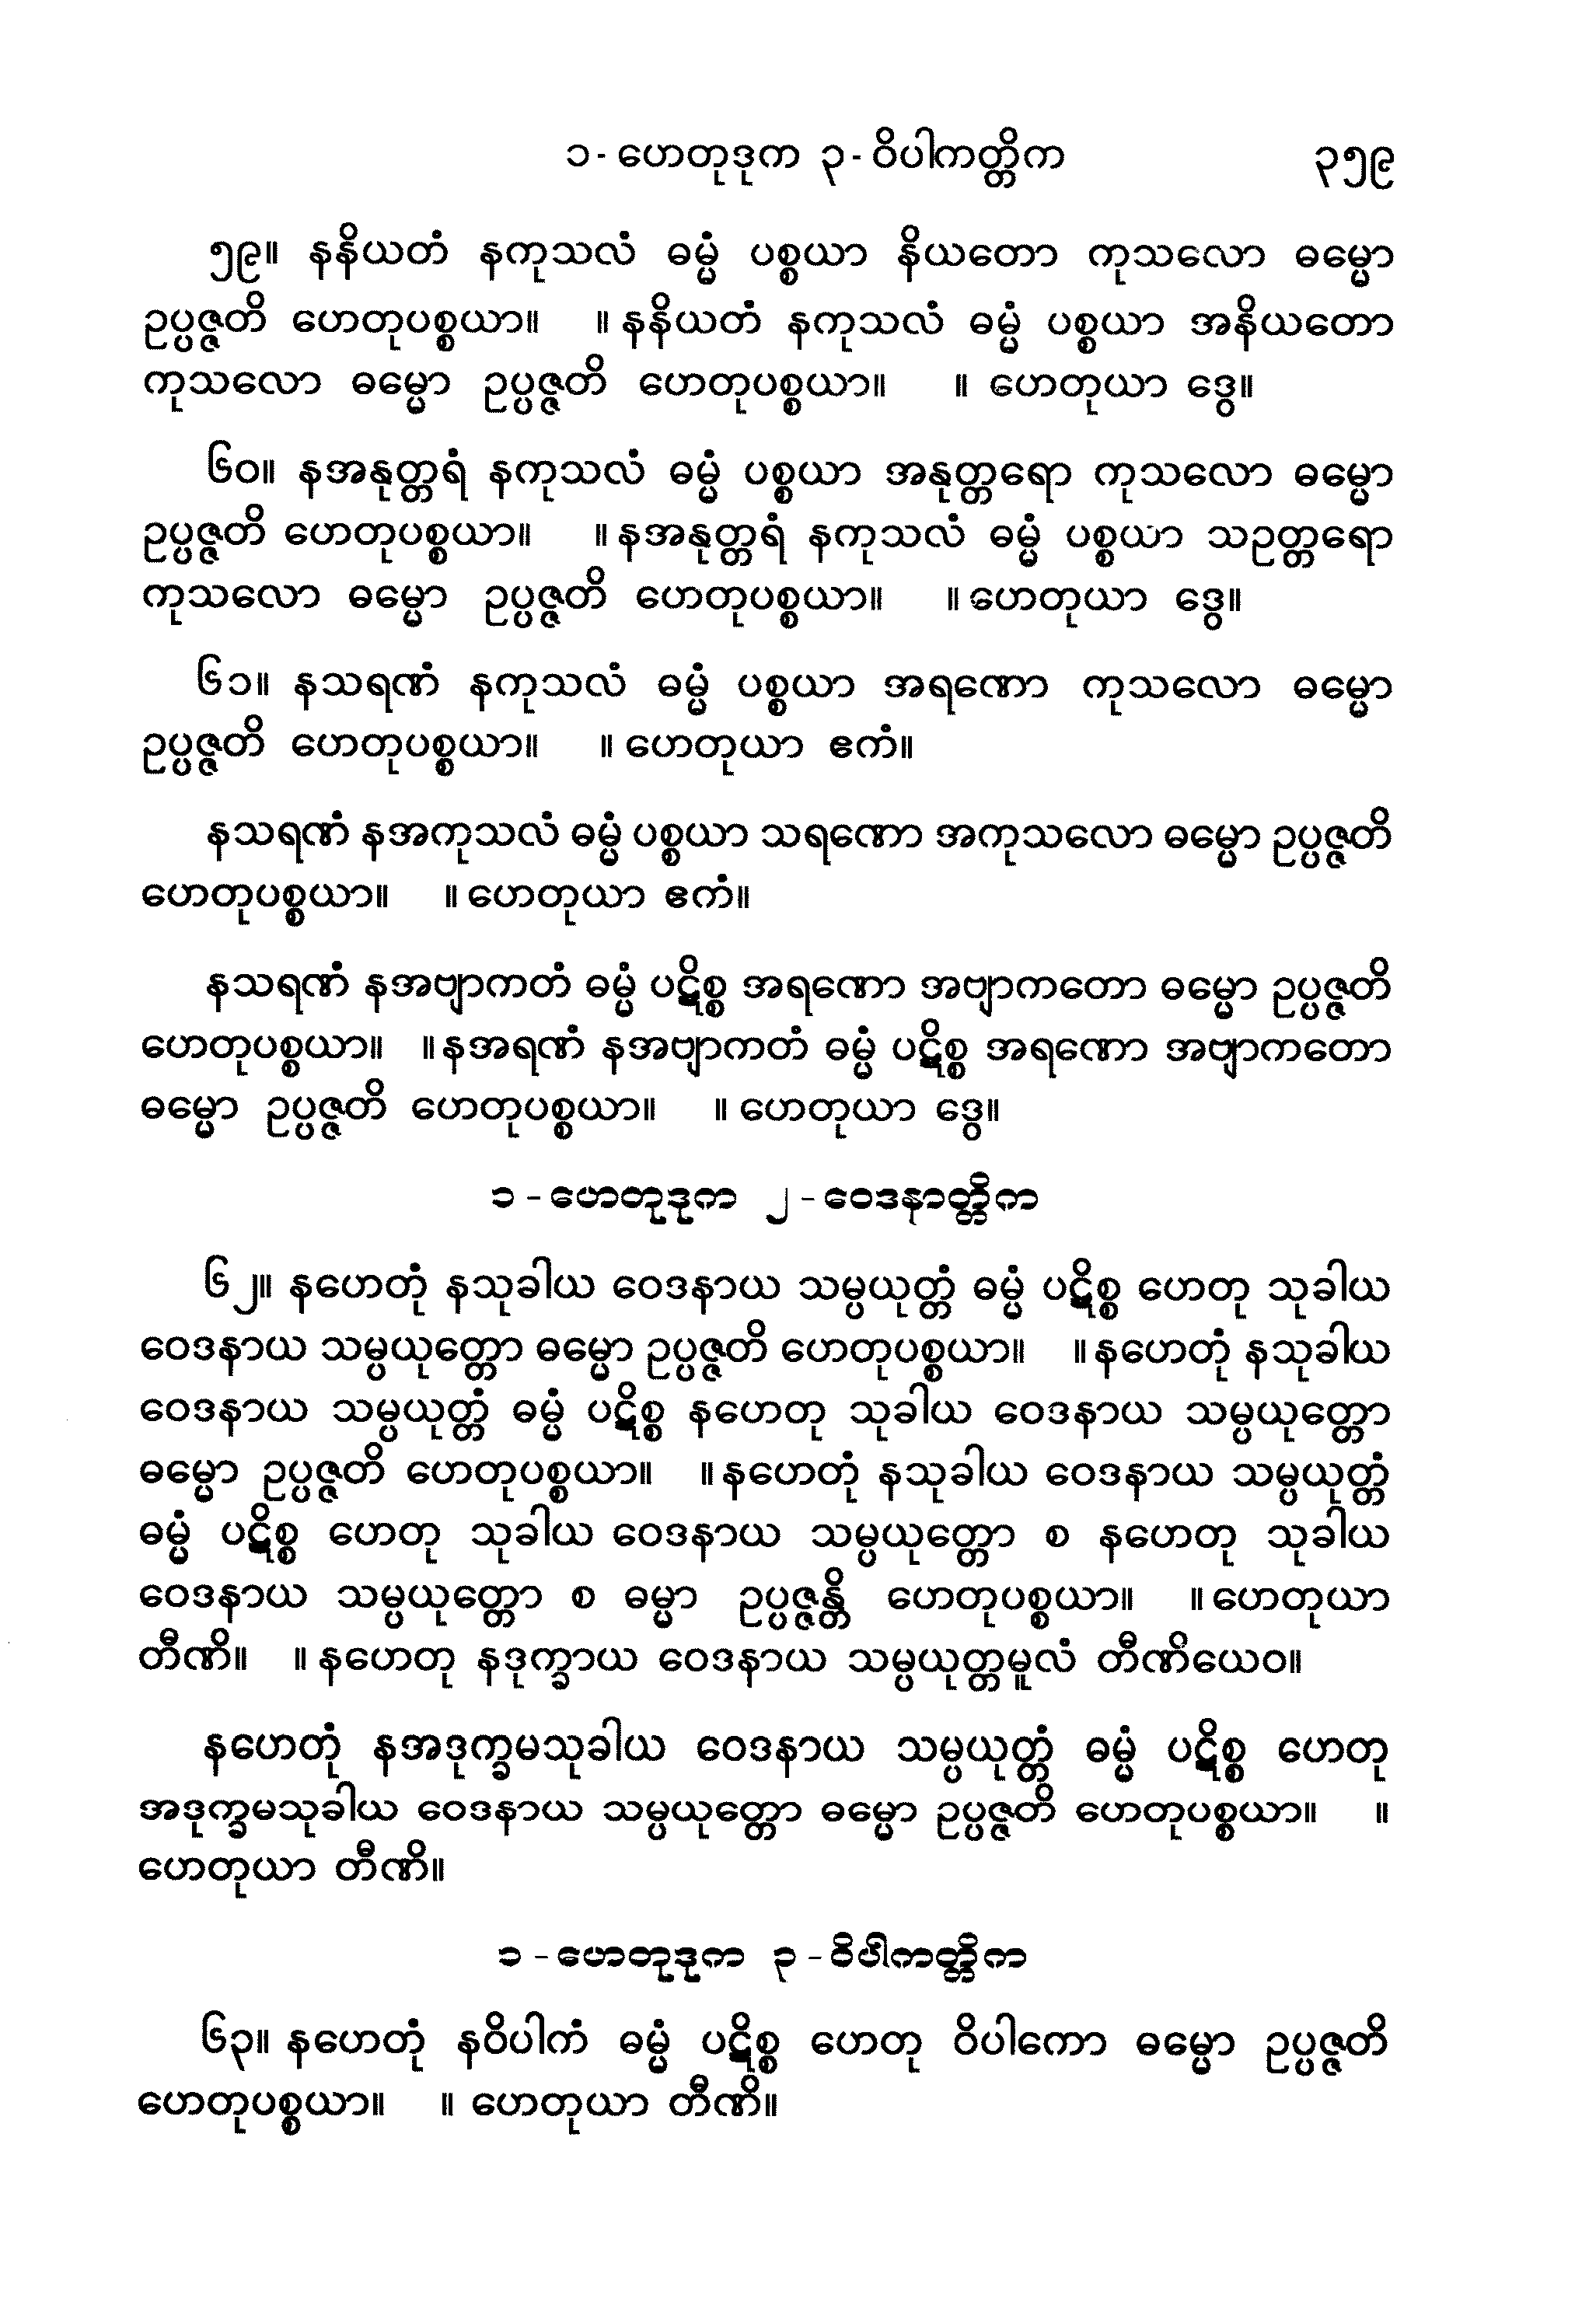 ၁ - ဟေတုဒုက ၃ - ဝိပါကတ္တိက ၃၅၉
၅၉။ နနိယတံ နကုသလံ ဓမ္မံ ပစ္စယာ နိယတော ကုသလော ဓမ္မော
ဥပ္ပဇ္ဇတိ ဟေတုပစ္စယာ။ ။ နနိယတံ နကုသလံ ဓမ္မံ ပစ္စယာ အနိယတော
ကုသလော ဓမ္မော ဥပ္ပဇ္ဇတိ ဟေတုပစ္စယာ။ ။ ဟေတုယာ ဒွေ။
၆၀။ နအနုတ္တရံ နကုသလံ ဓမ္မံ ပစ္စယာ အနုတ္တရော ကုသလော ဓမ္မော
ဥပ္ပဇ္ဇတိ ဟေတုပစ္စယာ။ ။ နအနုတ္တရံ နကုသလံ ဓမ္မံ ပစ္စယာ သဥတ္တရော
ကုသလော ဓမ္မော ဥပ္ပဇ္ဇတိ ဟေတုပစ္စယာ။ ။ ဟေတုယာ ဒွေ။
၆၁။ နသရဏံ နကုသလံ ဓမ္မံ ပစ္စယာ အရဏော ကုသလော ဓမ္မော
ဥပ္ပဇ္ဇတိ ဟေတုပစ္စယာ။ ။ ဟေတုယာ ဧကံ။
နသရဏံ နအကုသလံ ဓမ္မံ ပစ္စယာ သရဏော အကုသလော ဓမ္မော ဥပ္ပဇ္ဇတိ
ဟေတုပစ္စယာ။ ။ ဟေတုယာ ဧကံ။
နသရဏံ နအဗျာကတံ ဓမ္မံ ပဋိစ္စ အရဏော အဗျာကတော ဓမ္မော ဥပ္ပဇ္ဇတိ
ဟေတုပစ္စယာ။ ။ နအရဏံ နအဗျာကတံ ဓမ္မံ ပဋိစ္စ အရဏော အဗျာကတော
ဓမ္မော ဥပ္ပဇ္ဇတိ ဟေတုပစ္စယာ။ ။ ဟေတုယာ ဒွေ။
၁ - ဟေတုဒုက ၂ - ဝေဒနာတ္တိက
၆၂။ နဟေတုံ နသုခါယ ဝေဒနာယ သမ္ပယုတ္တံ ဓမ္မံ ပဋိစ္စ ဟေတု သုခါယ
ဝေဒနာယ သမ္ပယုတ္တော ဓမ္မော ဥပ္ပဇ္ဇတိ ဟေတုပစ္စယာ။ ။ နဟေတုံ နသုခါယ
ဝေဒနာယ သမ္ပယုတ္တံ ဓမ္မံ ပဋိစ္စ နဟေတု သုခါယ ဝေဒနာယ သမ္ပယုတ္တော
ဓမ္မော ဥပ္ပဇ္ဇတိ ဟေတုပစ္စယာ။ ။ နဟေတုံ နသုခါယ ဝေဒနာယ သမ္ပယုတ္တံ
ဓမ္မံ ပဋိစ္စ ဟေတု သုခါယ ဝေဒနာယ သမ္ပယုတ္တော စ နဟေတု သုခါယ
ဝေဒနာယ သမ္ပယုတ္တော စ ဓမ္မာ ဥပ္ပဇ္ဇန္တိ ဟေတုပစ္စယာ။ ။ ဟေတုယာ
တီဏိ။ ။ နဟေတု နဒုက္ခာယ ဝေဒနာယ သမ္ပယုတ္တမူလံ တီဏိယေဝ။
နဟေတုံ နအဒုက္ခမသုခါယ ဝေဒနာယ သမ္ပယုတ္တံ ဓမ္မံ ပဋိစ္စ ဟေတု
အဒုက္ခမသုခါယ ဝေဒနာယ သမ္ပယုတ္တော ဓမ္မော ဥပ္ပဇ္ဇတိ ဟေတုပစ္စယာ။ ။
ဟေတုယာ တီဏိ။
၁ - ဟေတုဒုက ၃ - ဝိပါကတ္တိက
၆၃။ နဟေတုံ နဝိပါကံ ဓမ္မံ ပဋိစ္စ ဟေတု ဝိပါကော ဓမ္မော ဥပ္ပဇ္ဇတိ
ဟေတုပစ္စယာ။ ။ ဟေတုယာ တီဏိ။